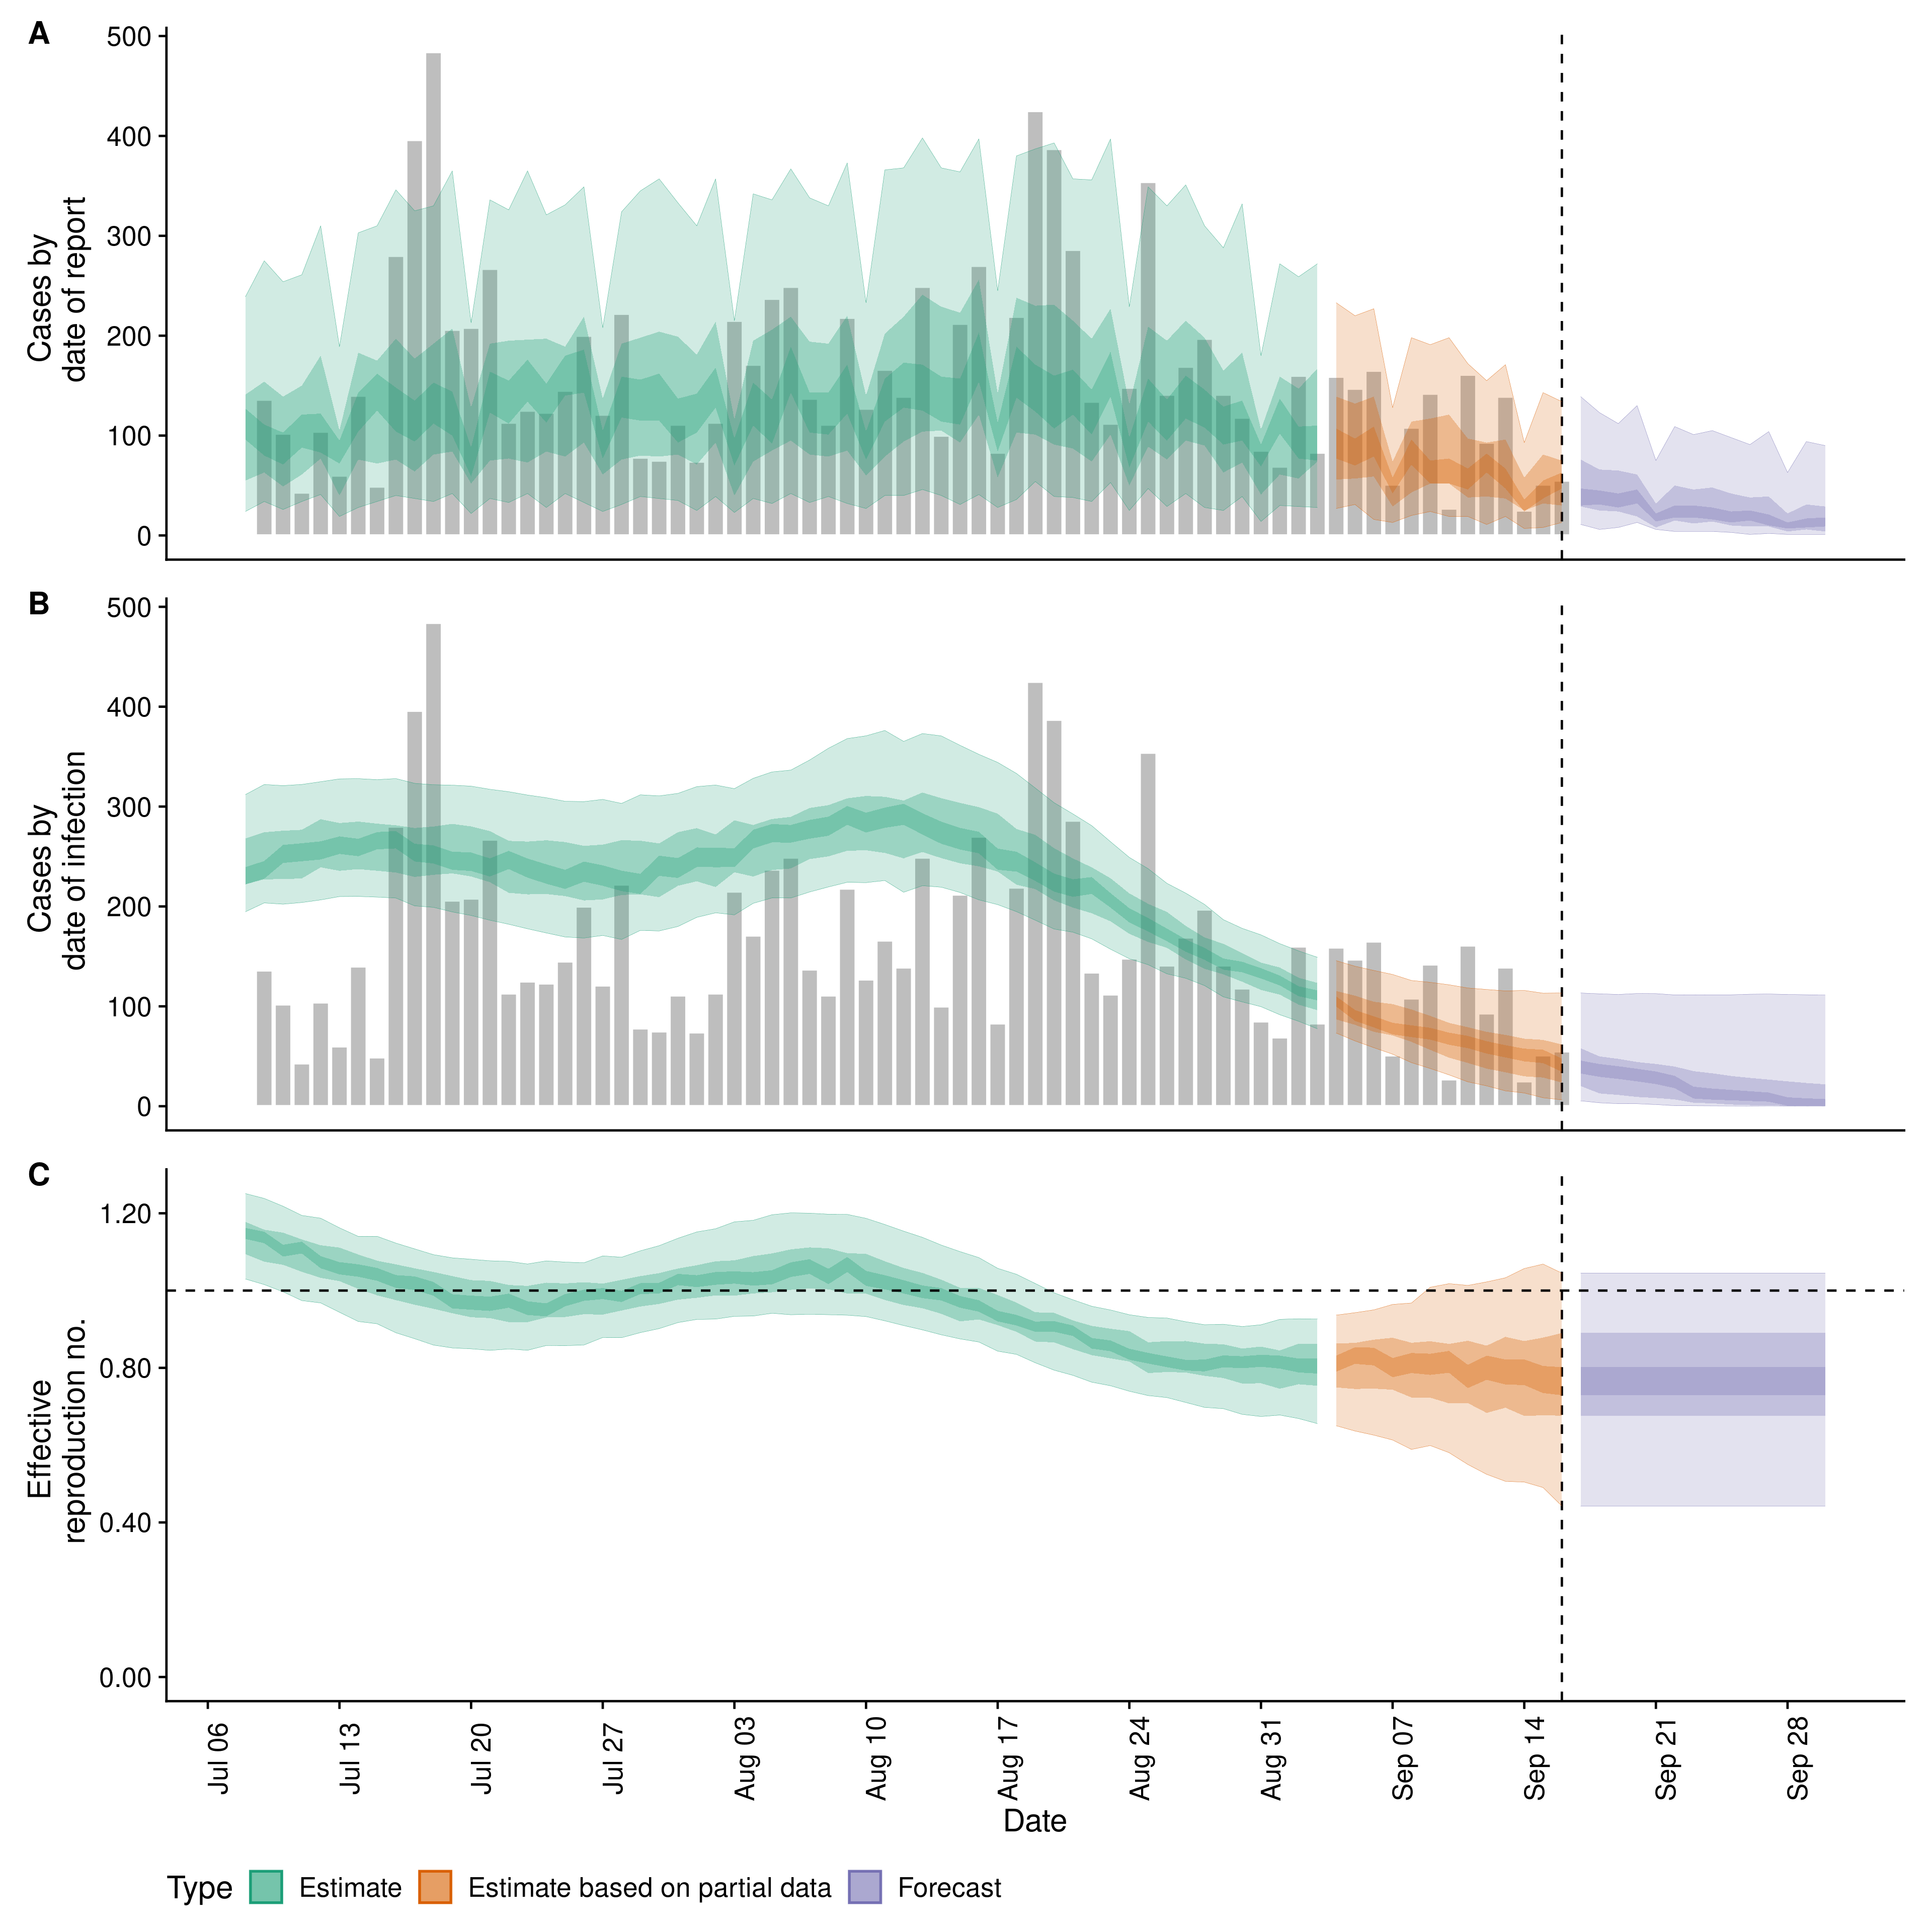 A
500
400
300
200
100
0
Cases by
date of report
B
500
400
300
200
100
0
Cases by
date of infection
C
1.20
0.80
0.40
0.00
Effective
reproduction no.
Jul 06
Jul 13
Jul 20
Jul 27
Aug 03
Aug 10
Aug 17
Aug 24
Aug 31
Sep 07
Sep 14
Sep 21
Sep 28
Date
Type Estimate Estimate based on partial data Forecast